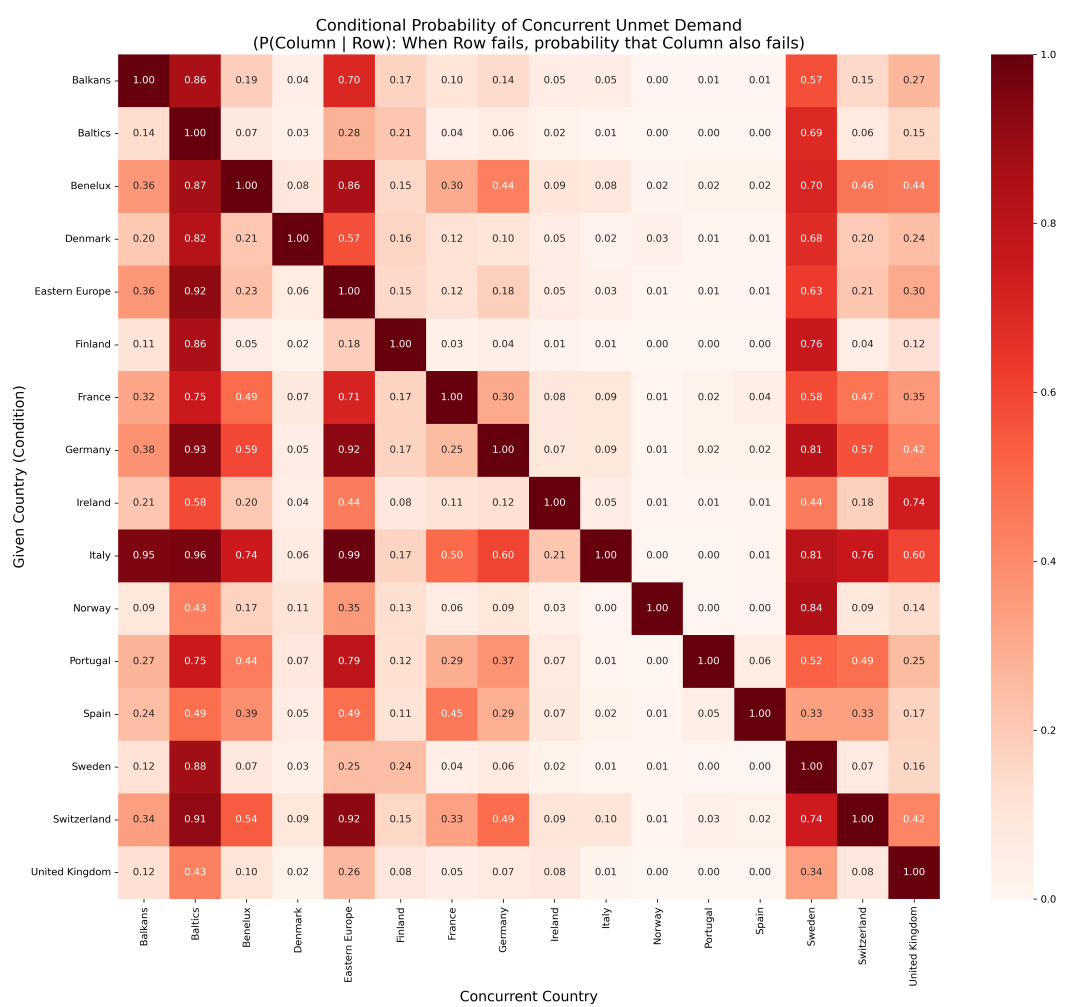 Conditional Probability of Concurrent Unmet Demand
(P(Column | Row): When Row fails, probability that Column also fails)
Given Country (Condition)
Balkans 1.00 0.86 0.19 0.04 0.70 0.17 0.10 0.14 0.05 0.05 0.00 0.01 0.01 0.57 0.15 0.27
Baltics 0.14 1.00 0.07 0.03 0.28 0.21 0.04 0.06 0.02 0.01 0.00 0.00 0.00 0.69 0.06 0.15
Benelux 0.36 0.87 1.00 0.08 0.86 0.15 0.30 0.44 0.09 0.08 0.02 0.02 0.02 0.70 0.46 0.44
Denmark 0.20 0.82 0.21 1.00 0.57 0.16 0.12 0.10 0.05 0.02 0.03 0.01 0.01 0.68 0.20 0.24
Eastern Europe 0.36 0.92 0.23 0.06 1.00 0.15 0.12 0.18 0.05 0.03 0.01 0.01 0.01 0.63 0.21 0.30
Finland 0.11 0.86 0.05 0.02 0.18 1.00 0.03 0.04 0.01 0.01 0.00 0.00 0.00 0.76 0.04 0.12
France 0.32 0.75 0.49 0.07 0.71 0.17 1.00 0.30 0.08 0.09 0.01 0.02 0.04 0.58 0.47 0.35
Germany 0.38 0.93 0.59 0.05 0.92 0.17 0.25 1.00 0.07 0.09 0.01 0.02 0.02 0.81 0.57 0.42
Ireland 0.21 0.58 0.20 0.04 0.44 0.08 0.11 0.12 1.00 0.05 0.01 0.01 0.01 0.44 0.18 0.74
Italy 0.95 0.96 0.74 0.06 0.99 0.17 0.50 0.60 0.21 1.00 0.00 0.00 0.01 0.81 0.76 0.60
Norway 0.09 0.43 0.17 0.11 0.35 0.13 0.06 0.09 0.03 0.00 1.00 0.00 0.00 0.84 0.09 0.14
Portugal 0.27 0.75 0.44 0.07 0.79 0.12 0.29 0.37 0.07 0.01 0.00 1.00 0.06 0.52 0.49 0.25
Spain 0.24 0.49 0.39 0.05 0.49 0.11 0.45 0.29 0.07 0.02 0.01 0.05 1.00 0.33 0.33 0.17
Sweden 0.12 0.88 0.07 0.03 0.25 0.24 0.04 0.06 0.02 0.01 0.01 0.00 0.00 1.00 0.07 0.16
Switzerland 0.34 0.91 0.54 0.09 0.92 0.15 0.33 0.49 0.09 0.10 0.01 0.03 0.02 0.74 1.00 0.42
United Kingdom 0.12 0.43 0.10 0.02 0.26 0.08 0.05 0.07 0.08 0.01 0.00 0.00 0.00 0.34 0.08 1.00
Balkans Baltics Benelux Denmark Eastern Europe Finland France Germany Ireland Italy Norway Portugal Spain Sweden Switzerland United Kingdom
Concurrent Country
1.0
0.8
0.6
0.4
0.2
0.0